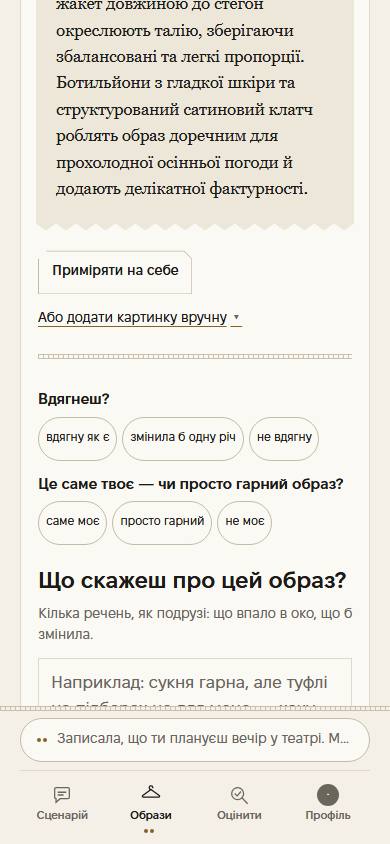 жакет довжиною до стегон
окреслюють талію, зберігаючи
збалансовані та легкі пропорції.
Ботильйони з гладкої шкіри та
структурований сатиновий клатч
роблять образ доречним для
прохолодної осінньої погоди й
додають делікатної фактурності.
Приміряти на себе
Або додати картинку вручну ▾
Вдягнеш?
вдягну як є змінила б одну річ не вдягну
Це саме твоє — чи просто гарний образ?
саме моє просто гарний не моє
Що скажеш про цей образ?
Кілька речень, як подрузі: що впало в око, що б
змінила.
Наприклад: сукня гарна, але туфлі
Записала, що ти плануєш вечір у театрі. М...
Сценарій Образи Оцінити Профіль